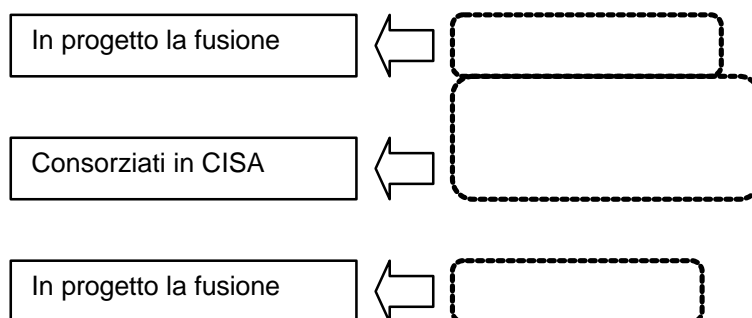 In progetto la fusione
Consorziati in CISA
In progetto la fusione